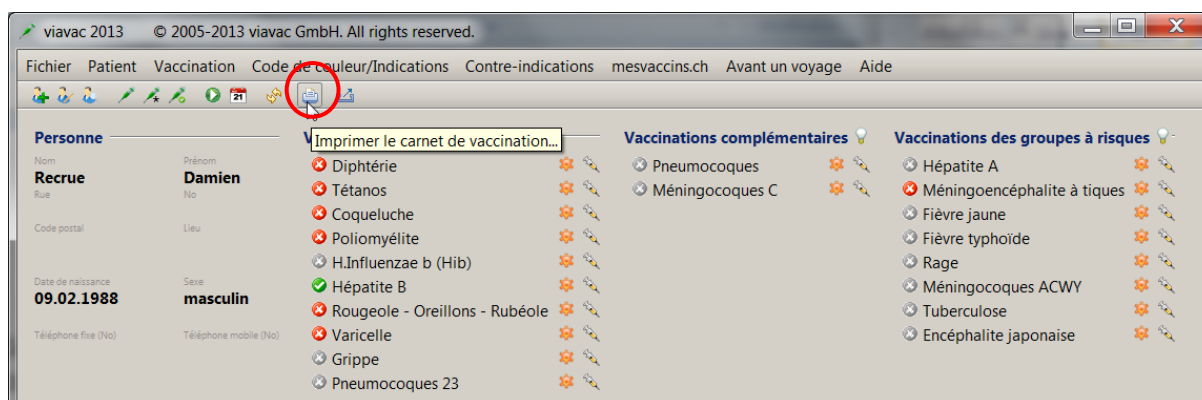 viavac 2013 © 2005-2013 viavac GmbH. All rights reserved.
Fichier Patient Vaccination Code de couleur/Indications Contre-indications mesvaccins.ch Avant un voyage Aide
21
Imprimer le carnet de vaccination...
Personne
Nom Prénom
Recrue Damien
Rue No
Code postal Lieu
Date de naissance Sexe
09.02.1988 masculin
Téléphone fixe (No) Téléphone mobile (No)
V
Diphtérie
Tétanos
Coqueluche
Poliomyélite
H.Influenzae b (Hib)
Hépatite B
Rougeole - Oreillons - Rubéole
Varicelle
Grippe
Pneumocoques 23
Vaccinations complémentaires
Pneumocoques
Méningocoques C
Vaccinations des groupes à risques
Hépatite A
Méningoencéphalite à tiques
Fièvre jaune
Fièvre typhoïde
Rage
Méningocoques ACWY
Tuberculose
Encéphalite japonaise